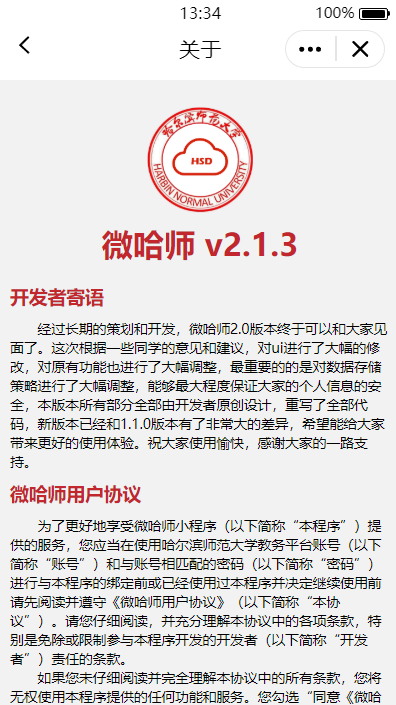 13:34
100%
关于
哈尔滨师范大学
HSD
HARBIN NORMAL UNIVERSITY
微哈师 v2.1.3
开发者寄语
经过长期的策划和开发，微哈师2.0版本终于可以和大家见
面了。这次根据一些同学的意见和建议，对ui进行了大幅的修
改，对原有功能也进行了大幅调整，最重要的的是对数据存储
策略进行了大幅调整，能够最大程度保证大家的个人信息的安
全，本版本所有部分全部由开发者原创设计，重写了全部代
码，新版本已经和1.1.0版本有了非常大的差异，希望能给大家
带来更好的使用体验。祝大家使用愉快，感谢大家的一路支
持。
微哈师用户协议
为了更好地享受微哈师小程序（以下简称“本程序”）提
供的服务，您应当在使用哈尔滨师范大学教务平台账号（以下
简称“账号”）和与账号相匹配的密码（以下简称“密码”）
进行与本程序的绑定前或已经使用过本程序并决定继续使用前
请先阅读并遵守《微哈师用户协议》（以下简称“本协
议”）。请您仔细阅读，并充分理解本协议中的各项条款，特
别是免除或限制参与本程序开发的开发者（以下简称“开发
者”）责任的条款。
如果您未仔细阅读并完全理解本协议中的所有条款，您将
无权使用本程序提供的任何功能和服务。您勾选“同意《微哈